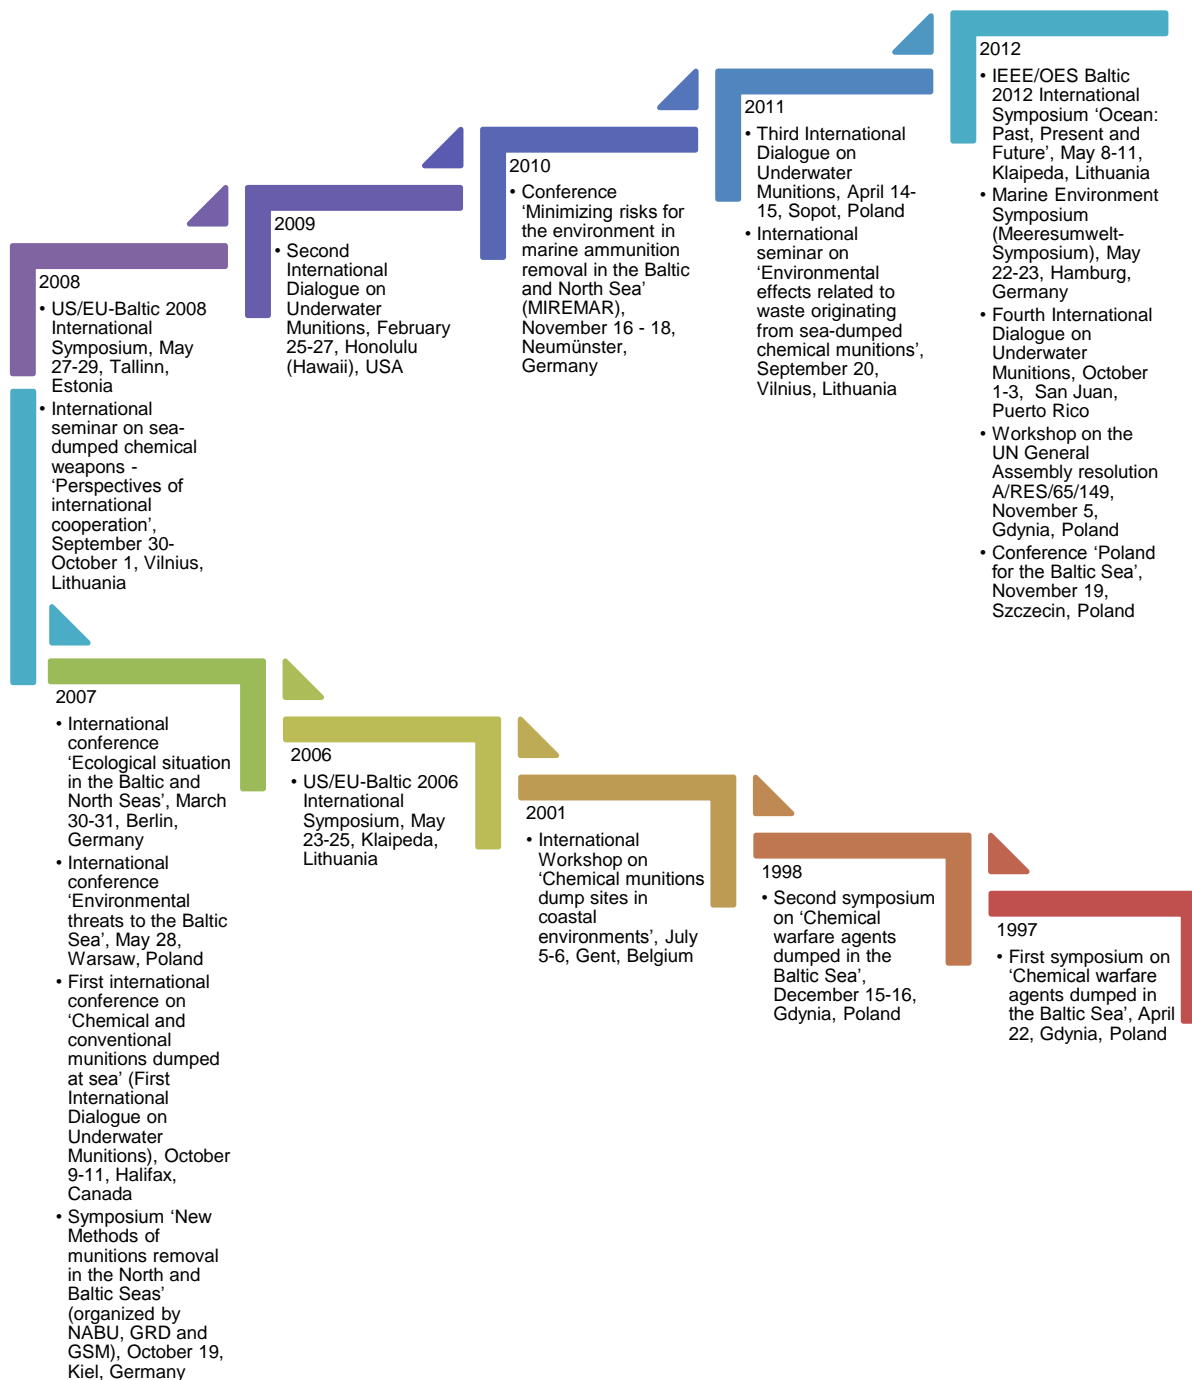 2012
• IEEE/OES Baltic
2012 International
Symposium ‘Ocean:
Past, Present and
Future’, May 8-11,
Klaipeda, Lithuania
• Marine Environment
Symposium
(Meeresumwelt-
Symposium), May
22-23, Hamburg,
Germany
• Fourth International
Dialogue on
Underwater
Munitions, October
1-3, San Juan,
Puerto Rico
• Workshop on the
UN General
Assembly resolution
A/RES/65/149,
November 5,
Gdynia, Poland
• Conference ‘Poland
for the Baltic Sea’,
November 19,
Szczecin, Poland
2011
• Third International
Dialogue on
Underwater
Munitions, April 14-
15, Sopot, Poland
• International
seminar on
‘Environmental
effects related to
waste originating
from sea-dumped
chemical munitions’,
September 20,
Vilnius, Lithuania
2010
• Conference
‘Minimizing risks for
the environment in
marine ammunition
removal in the Baltic
and North Sea’
(MIREMAR),
November 16 - 18,
Neumünster,
Germany
2009
• Second
International
Dialogue on
Underwater
Munitions, February
25-27, Honolulu
(Hawaii), USA
2008
• US/EU-Baltic 2008
International
Symposium, May
27-29, Tallinn,
Estonia
• International
seminar on sea-
dumped chemical
weapons -
‘Perspectives of
international
cooperation’,
September 30-
October 1, Vilnius,
Lithuania
2007
• International
conference
‘Ecological situation
in the Baltic and
North Seas’, March
30-31, Berlin,
Germany
• International
conference
‘Environmental
threats to the Baltic
Sea’, May 28,
Warsaw, Poland
• First international
conference on
‘Chemical and
conventional
munitions dumped
at sea’ (First
International
Dialogue on
Underwater
Munitions), October
9-11, Halifax,
Canada
• Symposium ‘New
Methods of
munitions removal
in the North and
Baltic Seas’
(organized by
NABU, GRD and
GSM), October 19,
Kiel, Germany
2006
• US/EU-Baltic 2006
International
Symposium, May
23-25, Klaipeda,
Lithuania
2001
• International
Workshop on
‘Chemical munitions
dump sites in
coastal
environments’, July
5-6, Gent, Belgium
1998
• Second symposium
on ‘Chemical
warfare agents
dumped in the
Baltic Sea’,
December 15-16,
Gdynia, Poland
1997
• First symposium on
‘Chemical warfare
agents dumped in
the Baltic Sea’, April
22, Gdynia, Poland